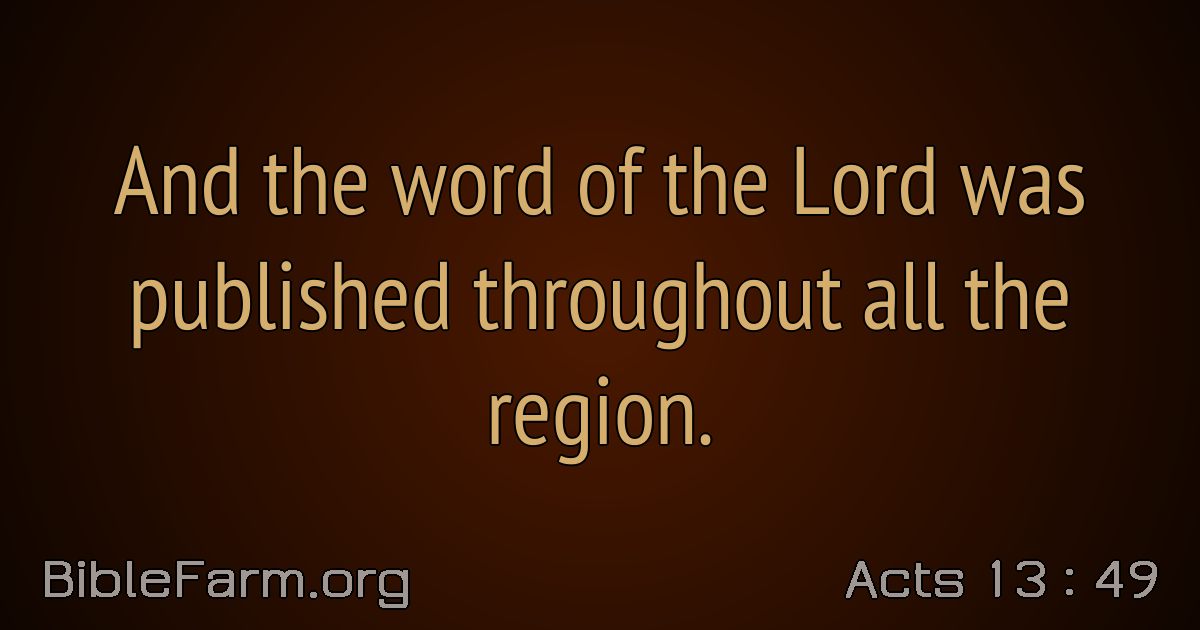 And the word of the Lord was
published throughout all the
region.
BibleFarm.org
Acts 13 : 49